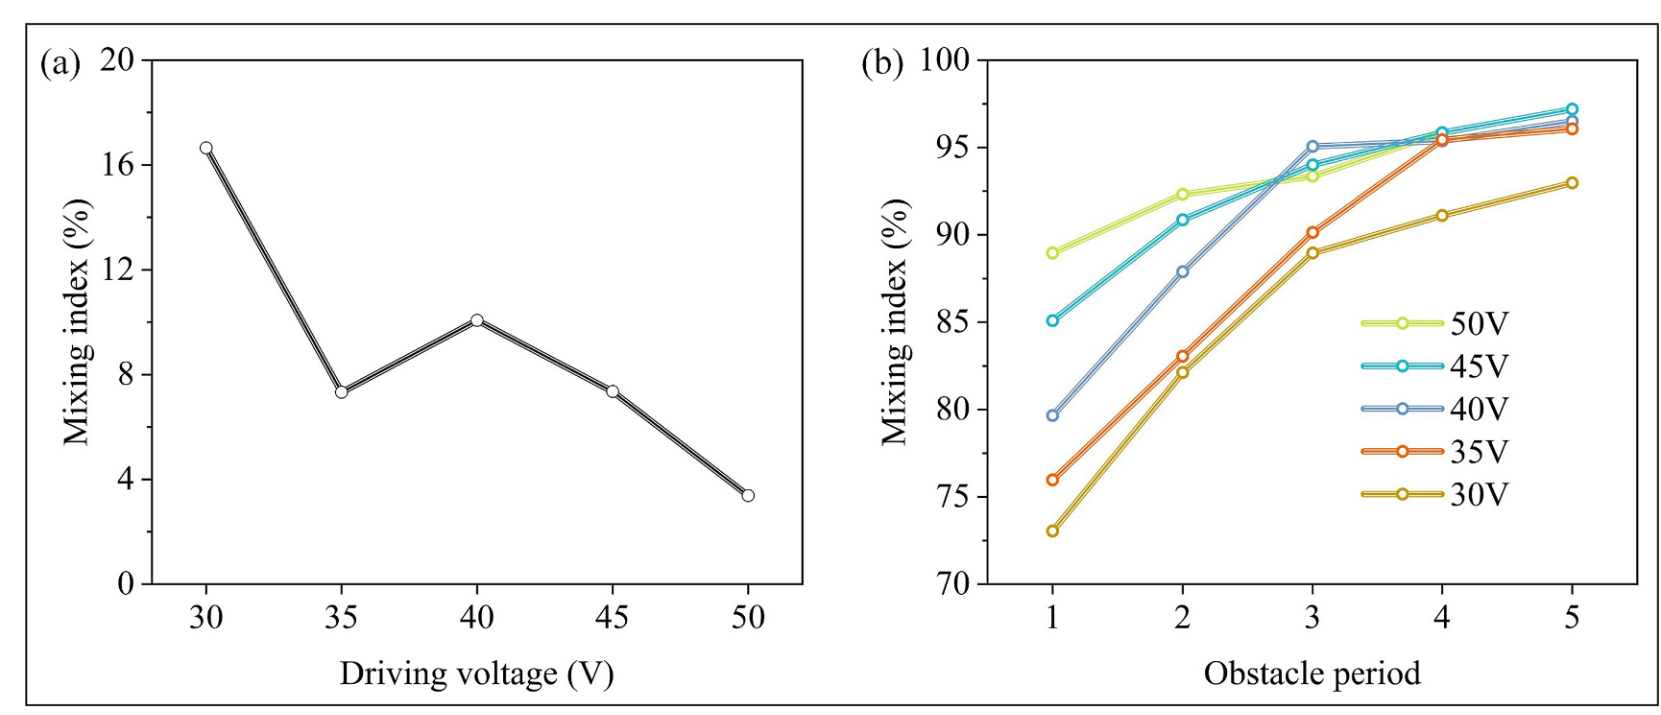 (a)
20
16
12
8
4
0
Mixing index (%)
30 35 40 45 50
Driving voltage (V)
(b)
100
95
90
85
80
75
70
Mixing index (%)
50V
45V
40V
35V
30V
1 2 3 4 5
Obstacle period